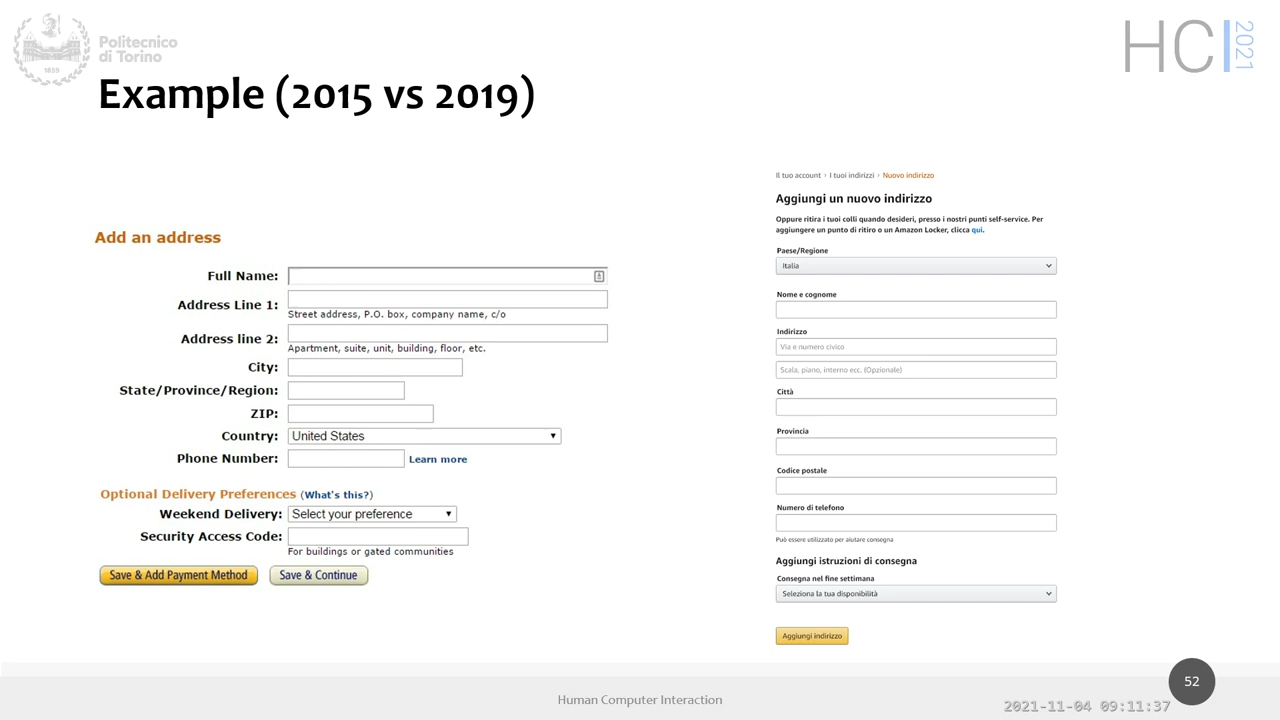 Politecnico
di Torino
1859
HCI
2021
Example (2015 vs 2019)
Add an address
Full Name:
Address Line 1:
Street address, P.O. box, company name, c/o
Address line 2:
Apartment, suite, unit, building, floor, etc.
City:
State/Province/Region:
ZIP:
Country: United States
Phone Number: Learn more
Optional Delivery Preferences (What's this?)
Weekend Delivery: Select your preference
Security Access Code:
For buildings or gated communities
Save & Add Payment Method Save & Continue
Il tuo account › I tuoi indirizzi › Nuovo indirizzo
Aggiungi un nuovo indirizzo
Oppure ritira i tuoi colli quando desideri, presso i nostri punti self-service. Per
aggiungere un punto di ritiro o un Amazon Locker, clicca qui.
Paese/Regione
Italia
Nome e cognome
Indirizzo
Via e numero civico
Scala, piano, interno ecc. (Opzionale)
Città
Provincia
Codice postale
Numero di telefono
Può essere utilizzato per aiutare consegna
Aggiungi istruzioni di consegna
Consegna nel fine settimana
Seleziona la tua disponibilità
Aggiungi indirizzo
Human Computer Interaction
52
2021-11-04 09:11:37